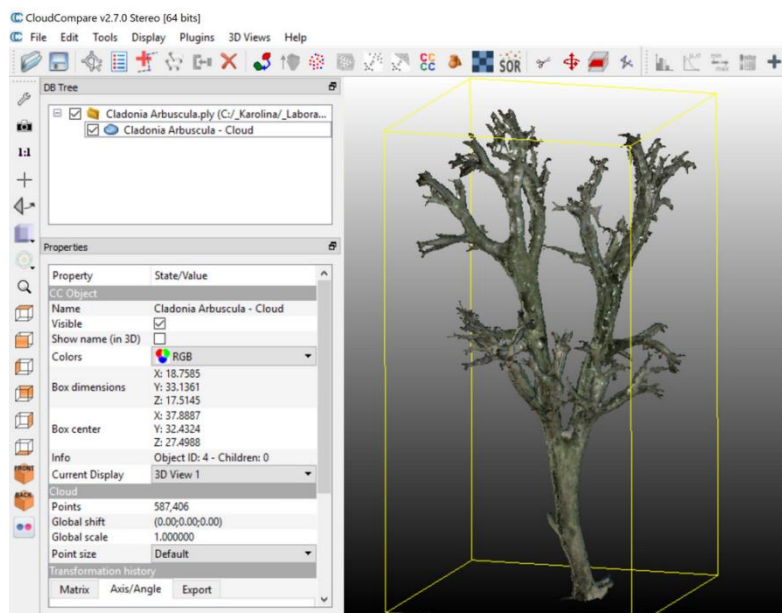 CloudCompare v2.7.0 Stereo [64 bits]
File Edit Tools Display Plugins 3D Views Help
CC
CC
SOR
DB Tree
Cladonia Arbuscula.ply (C:/_Karolina/_Labora...
Cladonia Arbuscula - Cloud
1:1
Properties
Property State/Value
CC Object
Name Cladonia Arbuscula - Cloud
Visible
Show name (in 3D)
Colors RGB
Box dimensions X: 18.7585
Y: 33.1361
Z: 17.5145
Box center X: 37.8887
Y: 32.4324
Z: 27.4988
Info Object ID: 4 - Children: 0
Current Display 3D View 1
Cloud
Points 587,406
Global shift (0.00;0.00;0.00)
Global scale 1.000000
Point size Default
Transformation history
Matrix Axis/Angle Export
FRONT
BACK